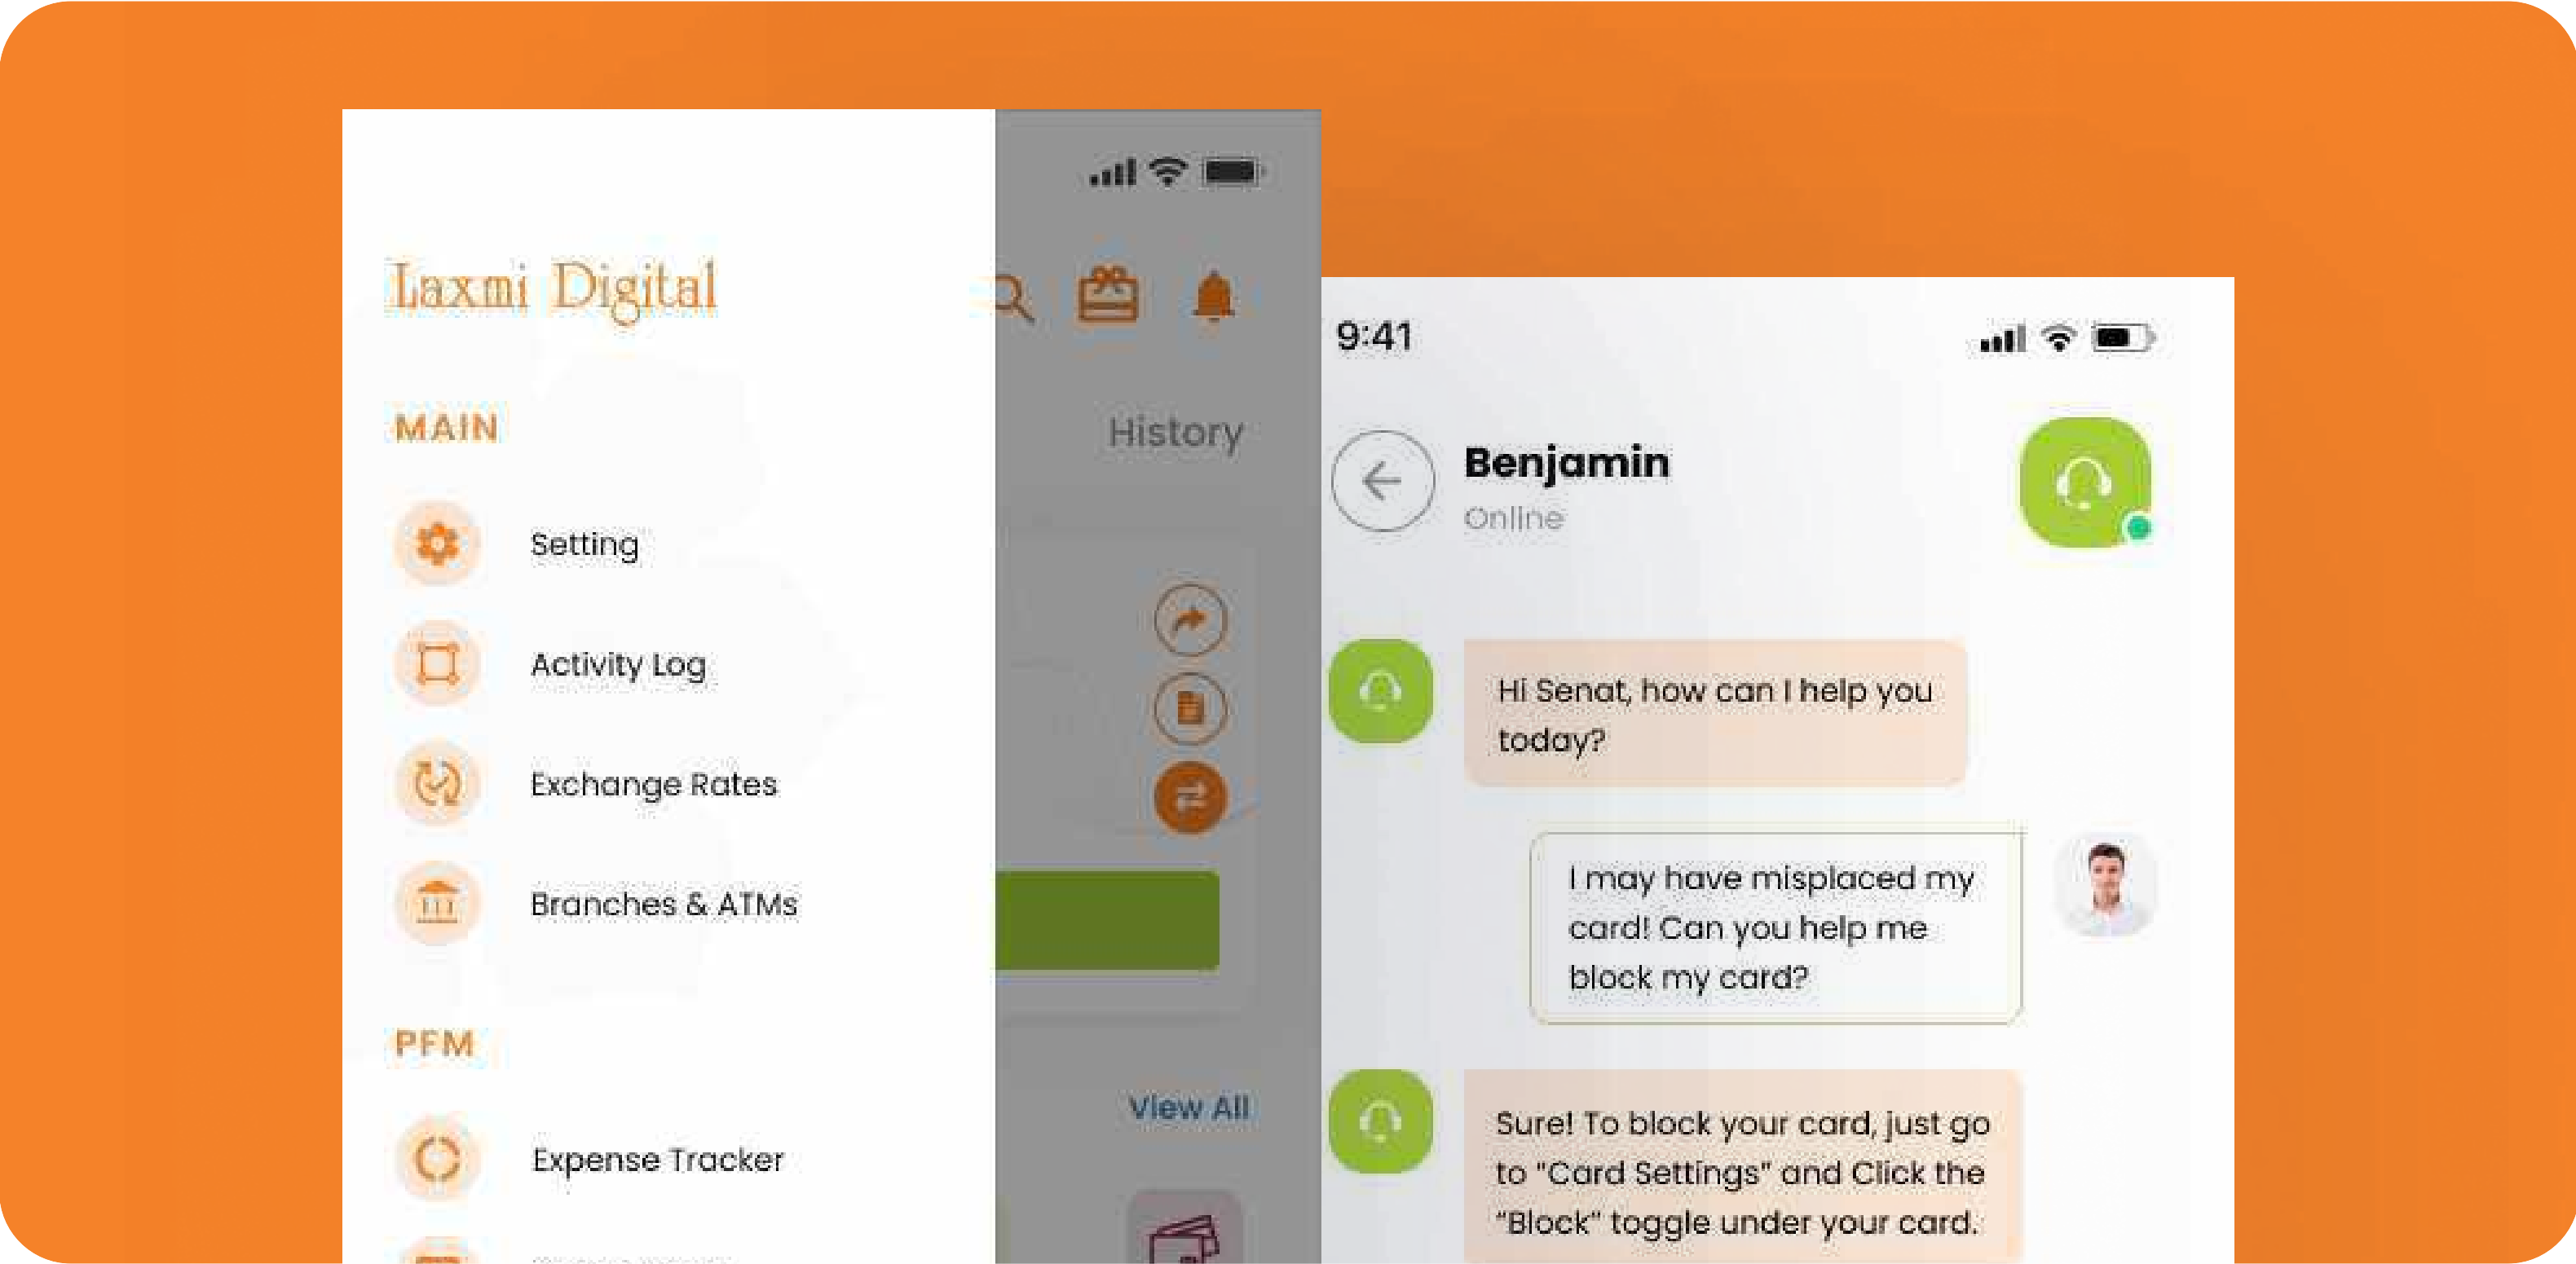 Laxmi Digital
MAIN
Setting
Activity Log
Exchange Rates
Branches & ATMs
PFM
Expense Tracker
History
View All
9:41
Benjamin
Online
Hi Senat, how can I help you
today?
I may have misplaced my
card! Can you help me
block my card?
Sure! To block your card, just go
to "Card Settings" and Click the
"Block" toggle under your card.